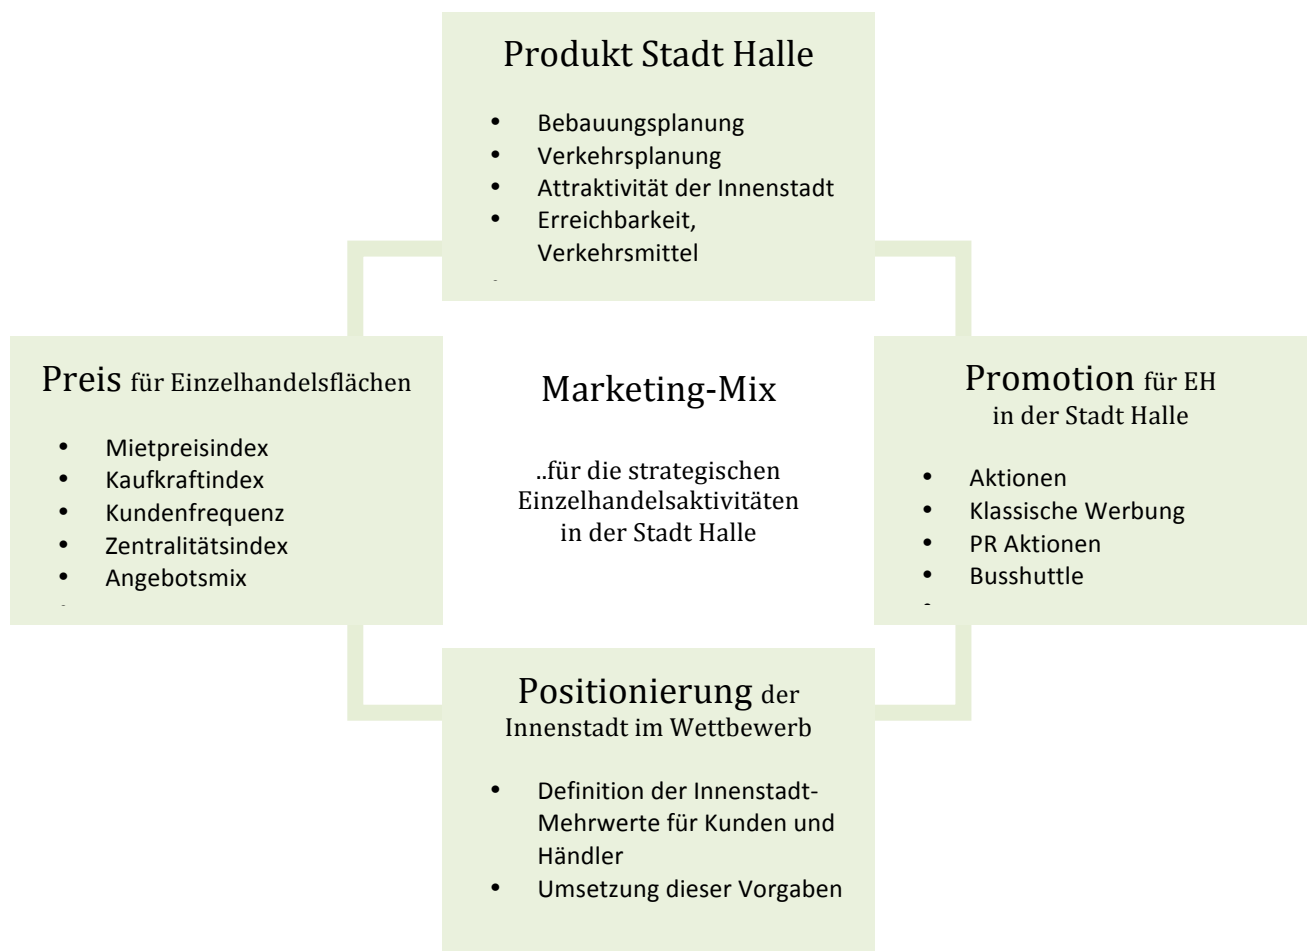 Produkt Stadt Halle
• Bebauungsplanung
• Verkehrsplanung
• Attraktivität der Innenstadt
• Erreichbarkeit,
Verkehrsmittel
Preis für Einzelhandelsflächen
• Mietpreisindex
• Kaufkraftindex
• Kundenfrequenz
• Zentralitätsindex
• Angebotsmix
Marketing-Mix
..für die strategischen
Einzelhandelsaktivitäten
in der Stadt Halle
Promotion für EH
in der Stadt Halle
• Aktionen
• Klassische Werbung
• PR Aktionen
• Busshuttle
Positionierung der
Innenstadt im Wettbewerb
• Definition der Innenstadt-
Mehrwerte für Kunden und
Händler
• Umsetzung dieser Vorgaben